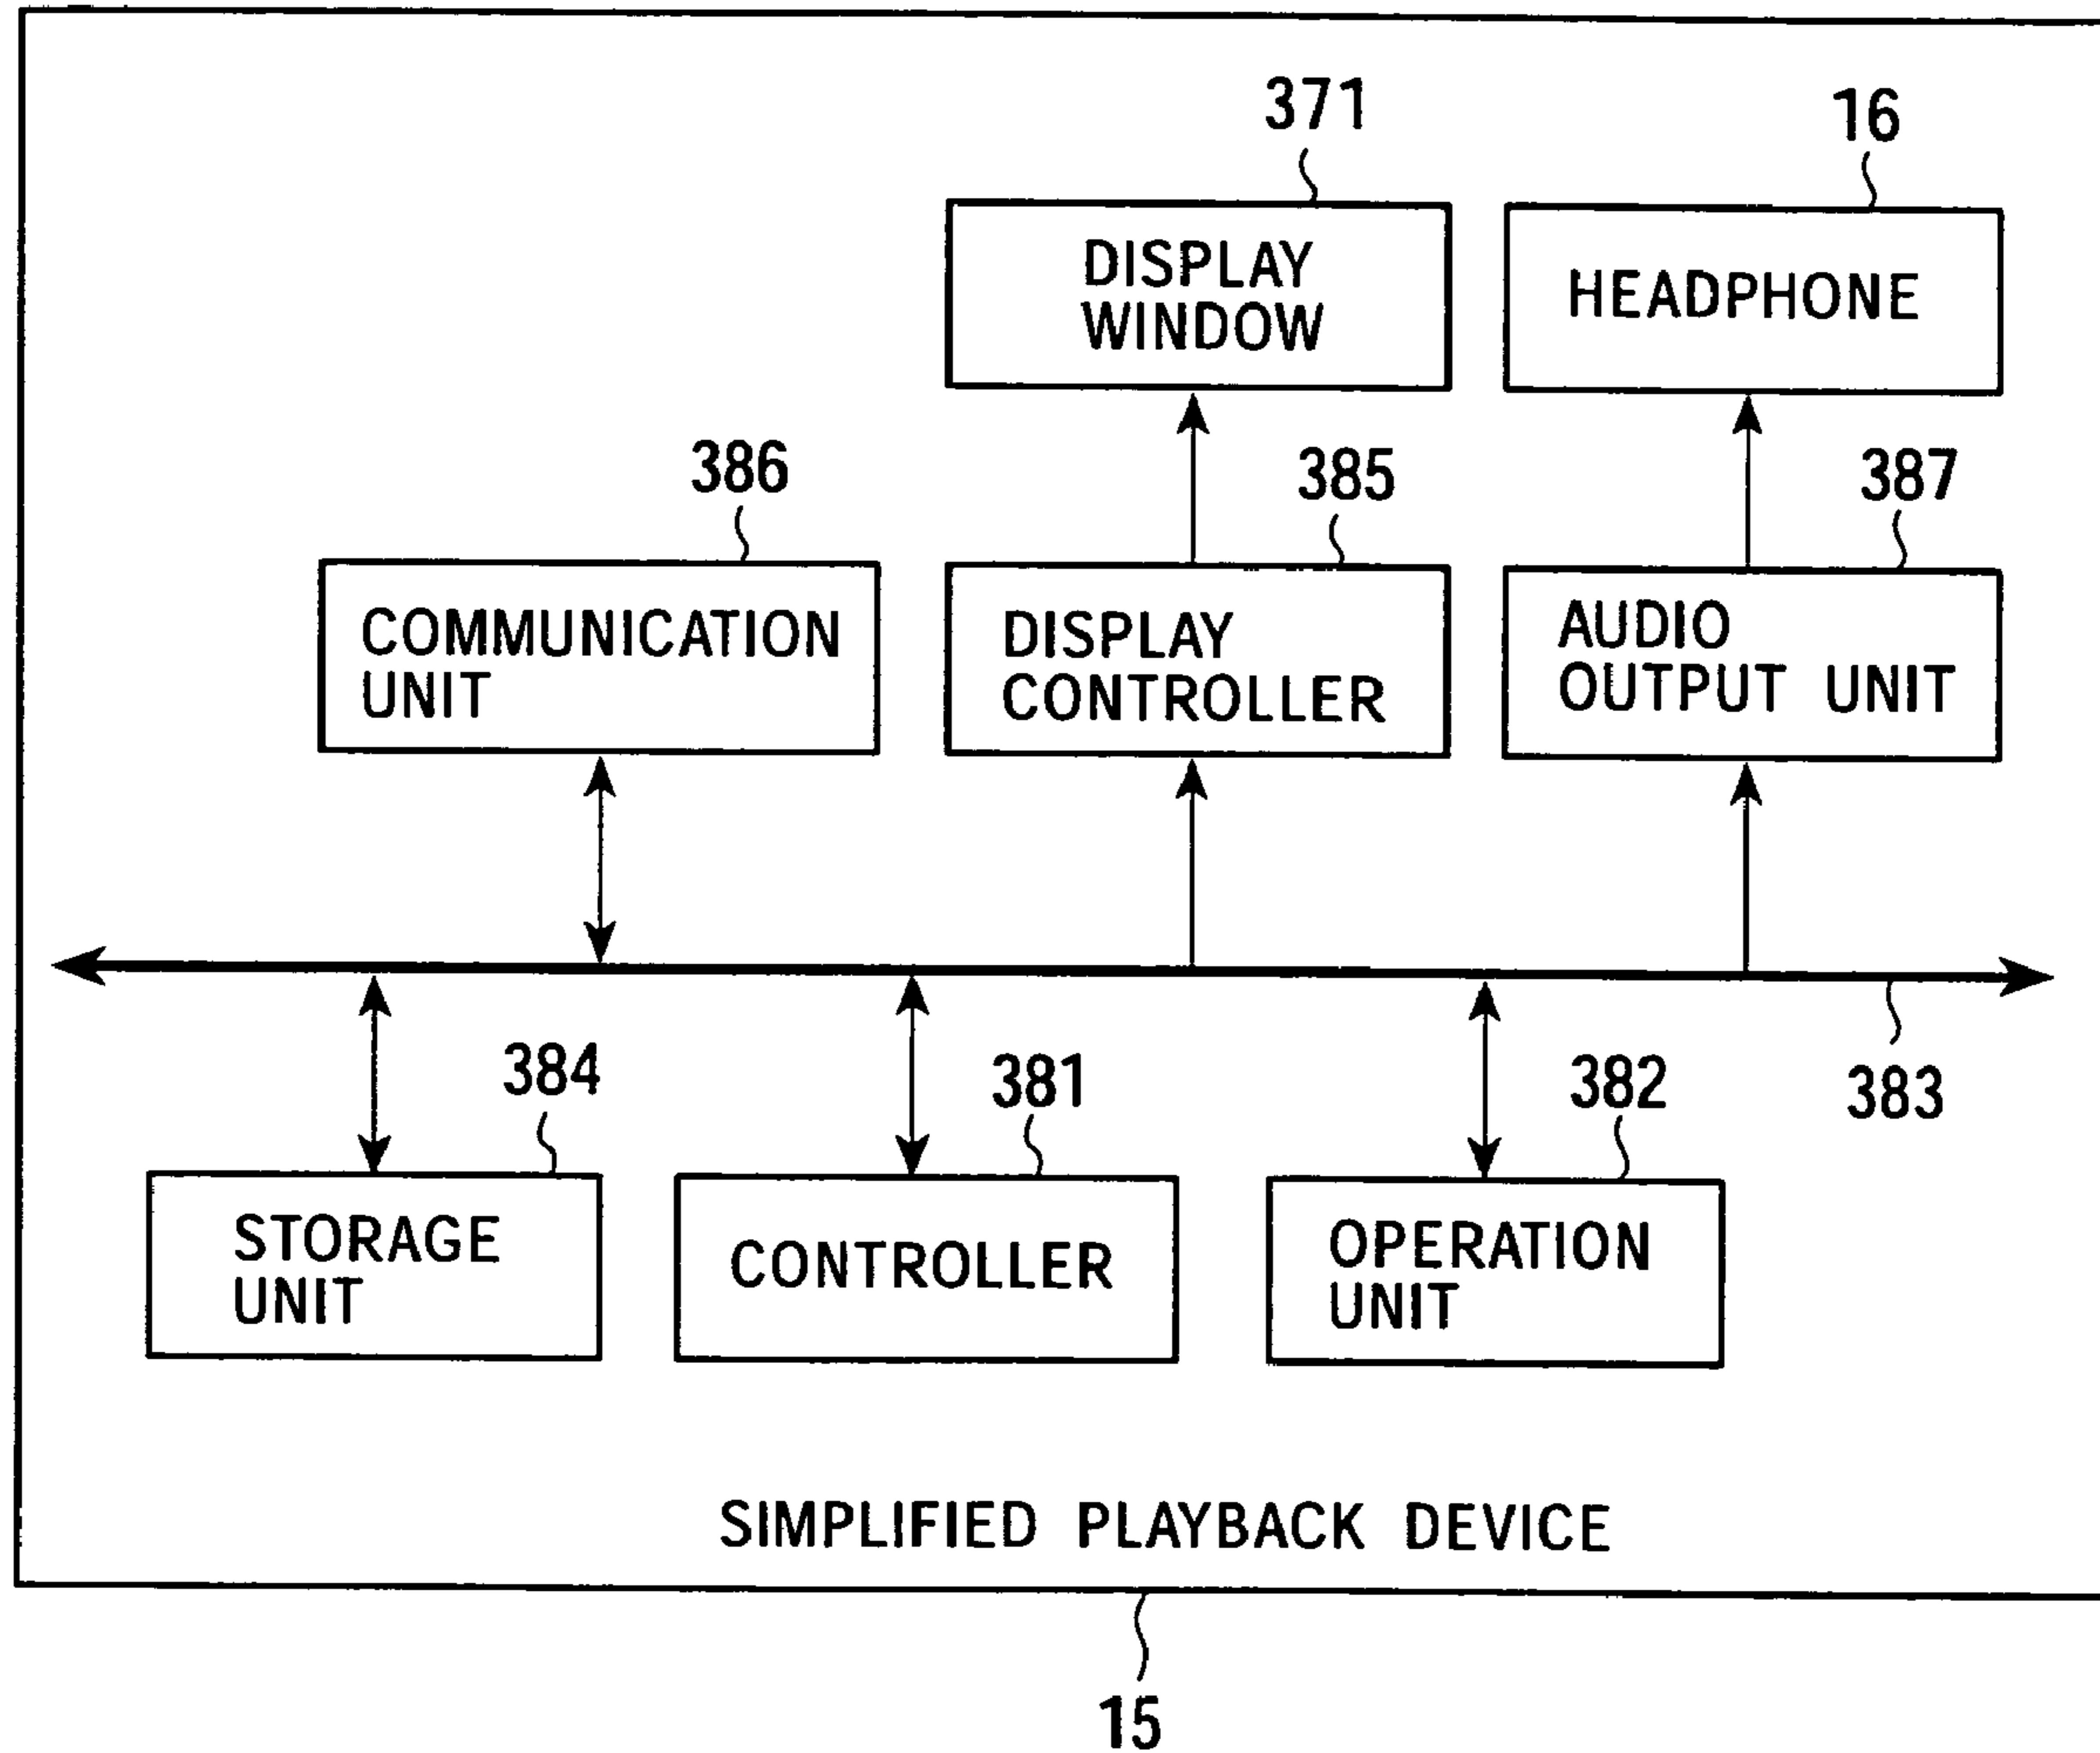 371
16
DISPLAY
WINDOW
HEADPHONE
386
385
387
COMMUNICATION
UNIT
DISPLAY
CONTROLLER
AUDIO
OUTPUT UNIT
384
381
382
383
STORAGE
UNIT
CONTROLLER
OPERATION
UNIT
SIMPLIFIED PLAYBACK DEVICE
15